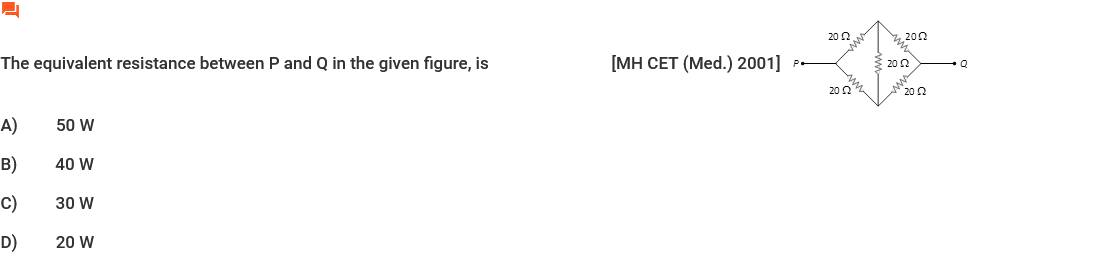 The equivalent resistance between P and Q in the given figure, is [MH CET (Med.) 2001]
20 Ω 20 Ω
P 20 Ω Q
20 Ω 20 Ω
A) 50 W
B) 40 W
C) 30 W
D) 20 W